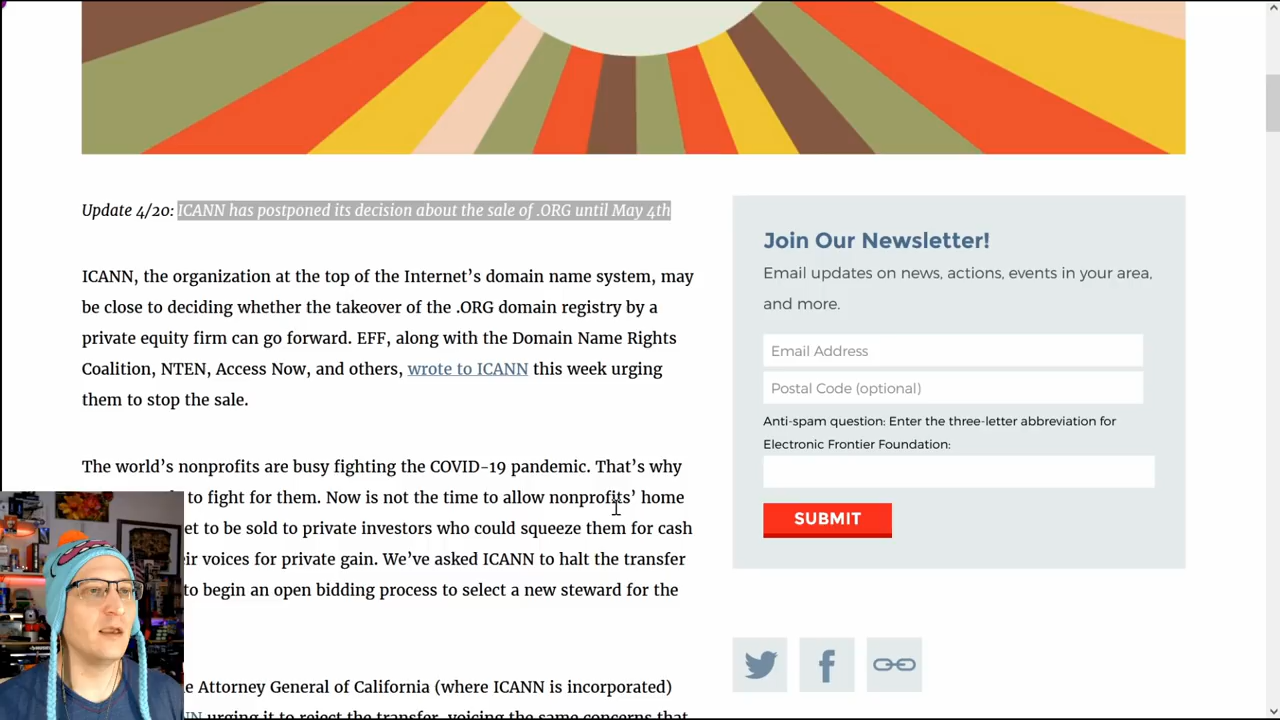 Update 4/20: ICANN has postponed its decision about the sale of .ORG until May 4th
ICANN, the organization at the top of the Internet’s domain name system, may
be close to deciding whether the takeover of the .ORG domain registry by a
private equity firm can go forward. EFF, along with the Domain Name Rights
Coalition, NTEN, Access Now, and others, wrote to ICANN this week urging
them to stop the sale.
The world’s nonprofits are busy fighting the COVID-19 pandemic. That’s why
to fight for them. Now is not the time to allow nonprofits’ home
to be sold to private investors who could squeeze them for cash
voices for private gain. We’ve asked ICANN to halt the transfer
to begin an open bidding process to select a new steward for the
Attorney General of California (where ICANN is incorporated)
urging it to reject the transfer, voicing the same concerns that
Join Our Newsletter!
Email updates on news, actions, events in your area,
and more.
Email Address
Postal Code (optional)
Anti-spam question: Enter the three-letter abbreviation for
Electronic Frontier Foundation:
SUBMIT